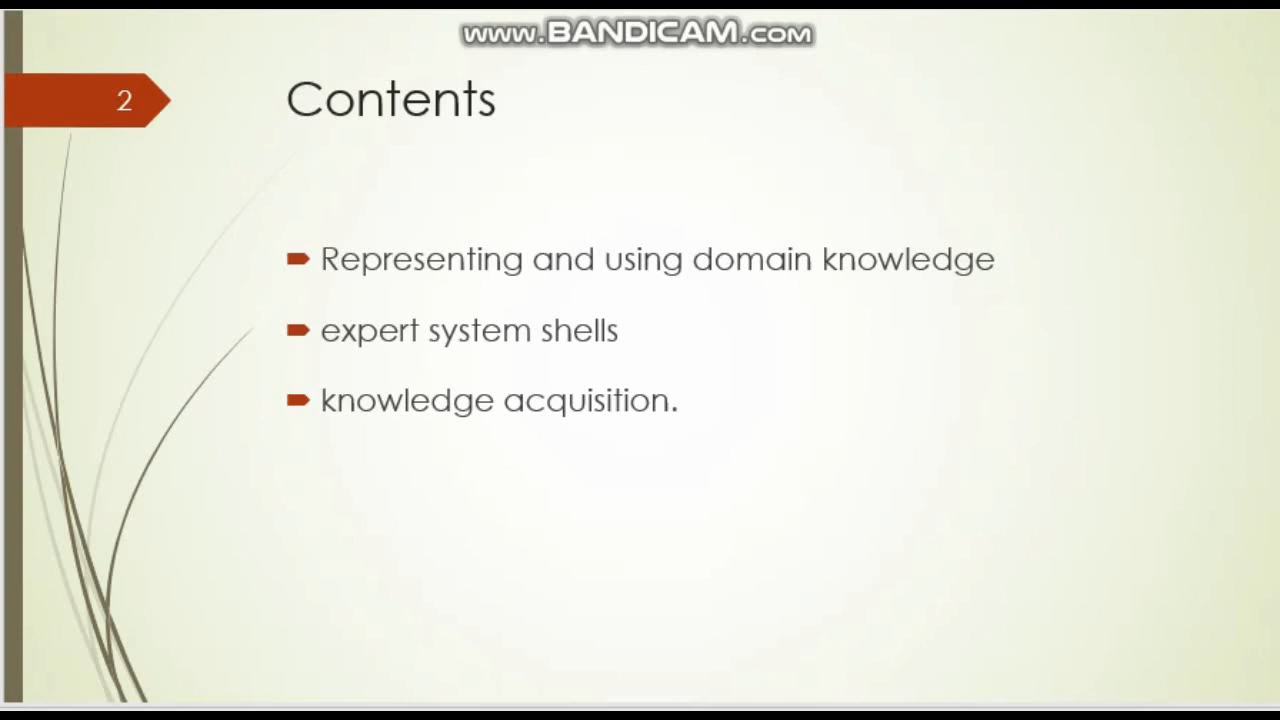 www.BANDICAM.com
2
Contents
Representing and using domain knowledge
expert system shells
knowledge acquisition.